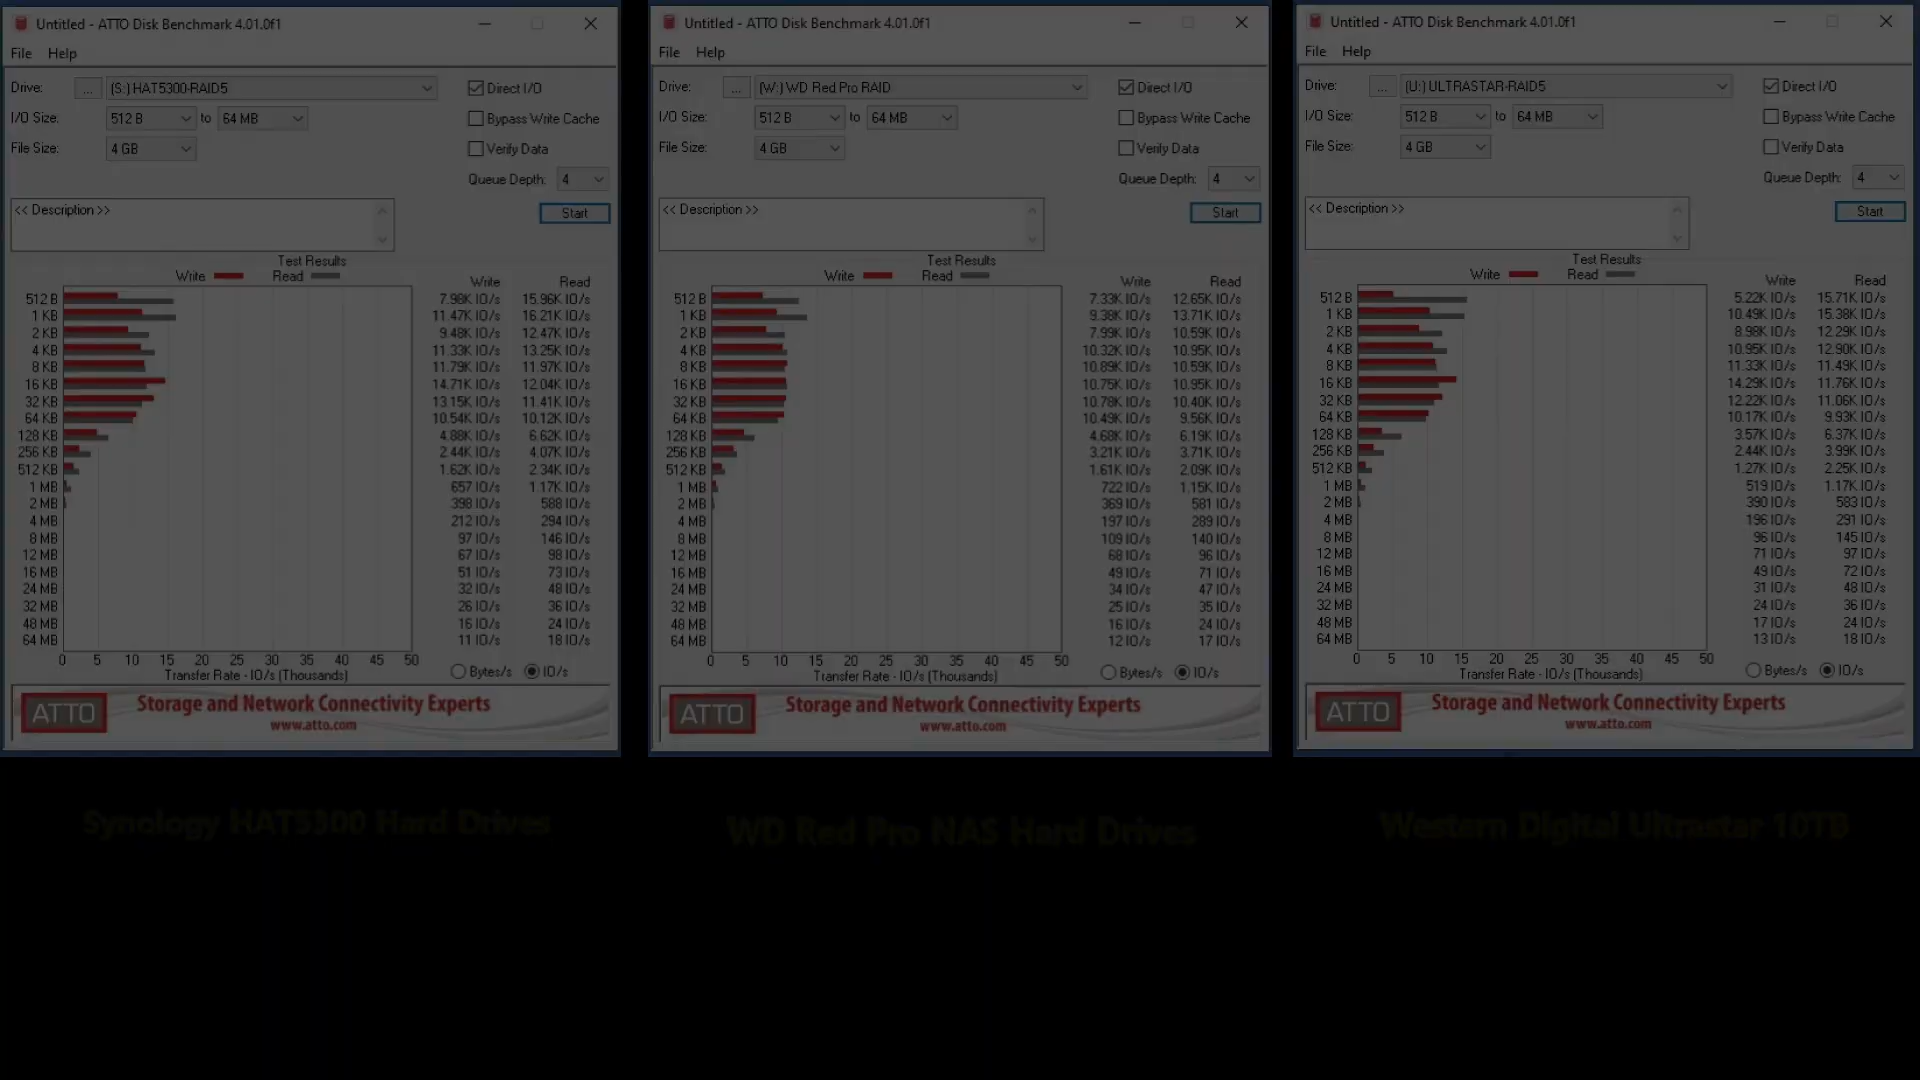 Untitled - ATTO Disk Benchmark 4.01.0f1
File Help
Drive: ... (S:) HAT5300-RAID5
Direct I/O
I/O Size: 512 B to 64 MB
Bypass Write Cache
File Size: 4 GB
Verify Data
Queue Depth: 4
<< Description >>
Start
Test Results
Write Read
Write Read
512 B 7.98K IO/s 15.96K IO/s
1 KB 11.47K IO/s 16.21K IO/s
2 KB 9.48K IO/s 12.47K IO/s
4 KB 11.33K IO/s 13.25K IO/s
8 KB 11.79K IO/s 11.97K IO/s
16 KB 14.71K IO/s 12.04K IO/s
32 KB 13.15K IO/s 11.41K IO/s
64 KB 10.54K IO/s 10.12K IO/s
128 KB 4.88K IO/s 6.62K IO/s
256 KB 2.44K IO/s 4.07K IO/s
512 KB 1.62K IO/s 2.34K IO/s
1 MB 657 IO/s 1.17K IO/s
2 MB 398 IO/s 588 IO/s
4 MB 212 IO/s 294 IO/s
8 MB 97 IO/s 146 IO/s
12 MB 67 IO/s 98 IO/s
16 MB 51 IO/s 73 IO/s
24 MB 32 IO/s 48 IO/s
32 MB 26 IO/s 36 IO/s
48 MB 16 IO/s 24 IO/s
64 MB 11 IO/s 18 IO/s
0 5 10 15 20 25 30 35 40 45 50
Transfer Rate - IO/s (Thousands)
Bytes/s IO/s
ATTO
Storage and Network Connectivity Experts
www.atto.com
Synology HAT5300 Hard Drives
Untitled - ATTO Disk Benchmark 4.01.0f1
File Help
Drive: ... (W:) WD Red Pro RAID
Direct I/O
I/O Size: 512 B to 64 MB
Bypass Write Cache
File Size: 4 GB
Verify Data
Queue Depth: 4
<< Description >>
Start
Test Results
Write Read
Write Read
512 B 7.33K IO/s 12.65K IO/s
1 KB 9.38K IO/s 13.71K IO/s
2 KB 7.99K IO/s 10.59K IO/s
4 KB 10.32K IO/s 10.95K IO/s
8 KB 10.89K IO/s 10.59K IO/s
16 KB 10.75K IO/s 10.95K IO/s
32 KB 10.78K IO/s 10.40K IO/s
64 KB 10.49K IO/s 9.56K IO/s
128 KB 4.68K IO/s 6.19K IO/s
256 KB 3.21K IO/s 3.71K IO/s
512 KB 1.61K IO/s 2.09K IO/s
1 MB 722 IO/s 1.15K IO/s
2 MB 369 IO/s 581 IO/s
4 MB 197 IO/s 289 IO/s
8 MB 109 IO/s 140 IO/s
12 MB 68 IO/s 96 IO/s
16 MB 49 IO/s 71 IO/s
24 MB 34 IO/s 47 IO/s
32 MB 25 IO/s 35 IO/s
48 MB 16 IO/s 24 IO/s
64 MB 12 IO/s 17 IO/s
0 5 10 15 20 25 30 35 40 45 50
Transfer Rate - IO/s (Thousands)
Bytes/s IO/s
ATTO
Storage and Network Connectivity Experts
www.atto.com
WD Red Pro NAS Hard Drives
Untitled - ATTO Disk Benchmark 4.01.0f1
File Help
Drive: ... (U:) ULTRASTAR-RAID5
Direct I/O
I/O Size: 512 B to 64 MB
Bypass Write Cache
File Size: 4 GB
Verify Data
Queue Depth: 4
<< Description >>
Start
Test Results
Write Read
Write Read
512 B 5.22K IO/s 15.71K IO/s
1 KB 10.49K IO/s 15.38K IO/s
2 KB 8.98K IO/s 12.29K IO/s
4 KB 10.95K IO/s 12.90K IO/s
8 KB 11.33K IO/s 11.49K IO/s
16 KB 14.29K IO/s 11.76K IO/s
32 KB 12.22K IO/s 11.06K IO/s
64 KB 10.17K IO/s 9.93K IO/s
128 KB 3.57K IO/s 6.37K IO/s
256 KB 2.44K IO/s 3.99K IO/s
512 KB 1.27K IO/s 2.25K IO/s
1 MB 519 IO/s 1.17K IO/s
2 MB 390 IO/s 583 IO/s
4 MB 196 IO/s 291 IO/s
8 MB 96 IO/s 145 IO/s
12 MB 71 IO/s 97 IO/s
16 MB 49 IO/s 72 IO/s
24 MB 31 IO/s 48 IO/s
32 MB 24 IO/s 36 IO/s
48 MB 17 IO/s 24 IO/s
64 MB 13 IO/s 18 IO/s
0 5 10 15 20 25 30 35 40 45 50
Transfer Rate - IO/s (Thousands)
Bytes/s IO/s
ATTO
Storage and Network Connectivity Experts
www.atto.com
Western Digital Ultrastar 10TB